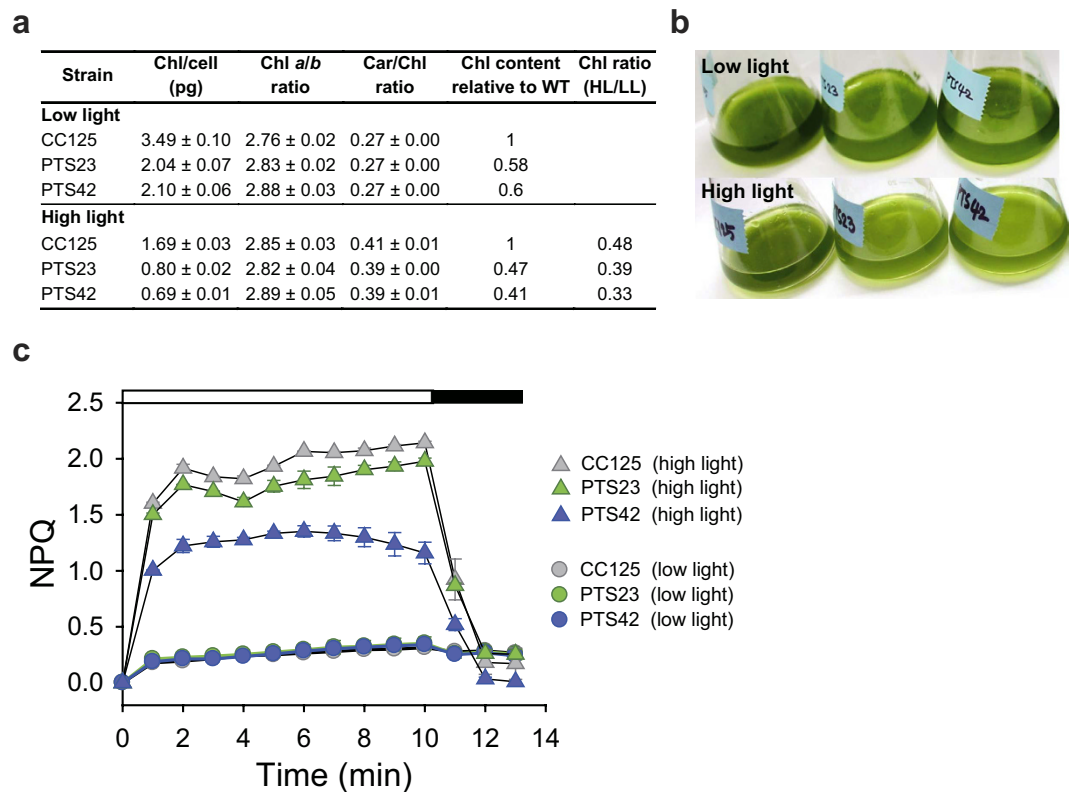 a
Strain Chl/cell (pg) Chl a/b ratio Car/Chl ratio Chl content relative to WT Chl ratio (HL/LL)
Low light
CC125 3.49 ± 0.10 2.76 ± 0.02 0.27 ± 0.00 1
PTS23 2.04 ± 0.07 2.83 ± 0.02 0.27 ± 0.00 0.58
PTS42 2.10 ± 0.06 2.88 ± 0.03 0.27 ± 0.00 0.6
High light
CC125 1.69 ± 0.03 2.85 ± 0.03 0.41 ± 0.01 1 0.48
PTS23 0.80 ± 0.02 2.82 ± 0.04 0.39 ± 0.00 0.47 0.39
PTS42 0.69 ± 0.01 2.89 ± 0.05 0.39 ± 0.01 0.41 0.33
b
Low light
PTS42
High light
PTS42
c
2.5
2.0
1.5
1.0
0.5
0.0
NPQ
0 2 4 6 8 10 12 14
Time (min)
CC125 (high light)
PTS23 (high light)
PTS42 (high light)
CC125 (low light)
PTS23 (low light)
PTS42 (low light)